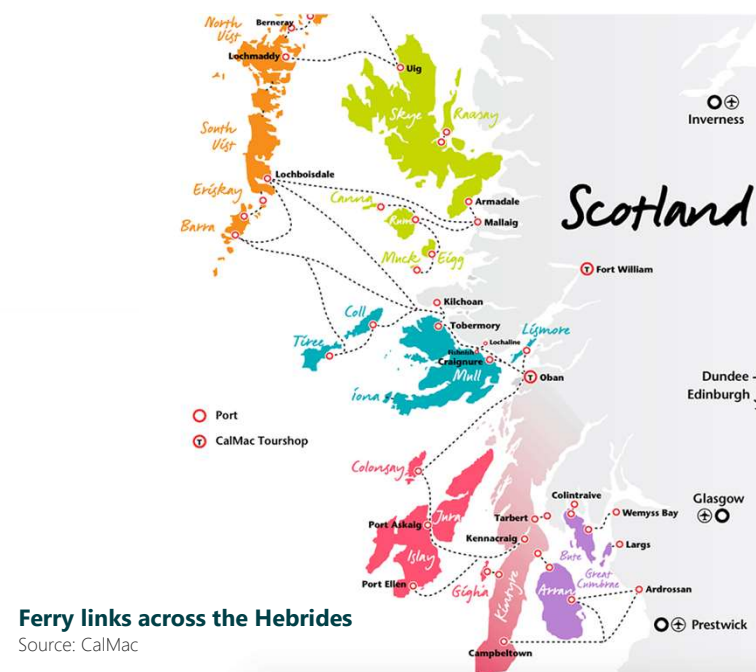 North
Uist
Berneray
Lochmaddy
Uig
Skye
Raasay
Inverness
South
Uist
Lochboisdale
Eriskay
Canna
Armadale
Scotland
Barra
Rum
Mallaig
Muck
Eigg
Fort William
Kilchoan
Coll
Tobermory
Lismore
Tiree
Lochaline
Fishnish
Craignure
Mull
Oban
Dundee
Edinburgh
Iona
Port
T CalMac Tourshop
Colonsay
Colintraive
Glasgow
Jura
Tarbert
Wemyss Bay
Port Askaig
Kennacraig
Largs
Islay
Bute
Great
Cumbrae
Port Ellen
Gigha
Kintyre
Arran
Ardrossan
Ferry links across the Hebrides
Prestwick
Source: CalMac
Campbeltown